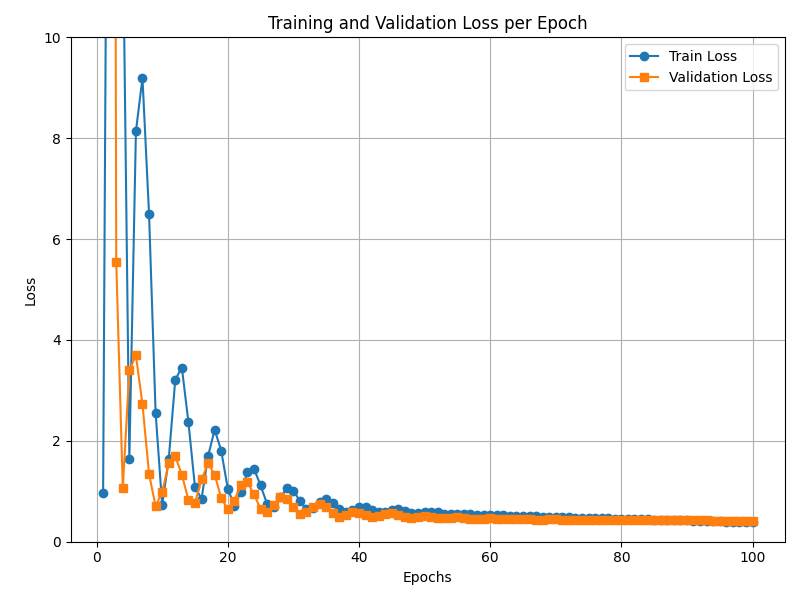 Training and Validation Loss per Epoch
Train Loss
Validation Loss
10
8
6
4
2
0
Loss
0 20 40 60 80 100
Epochs